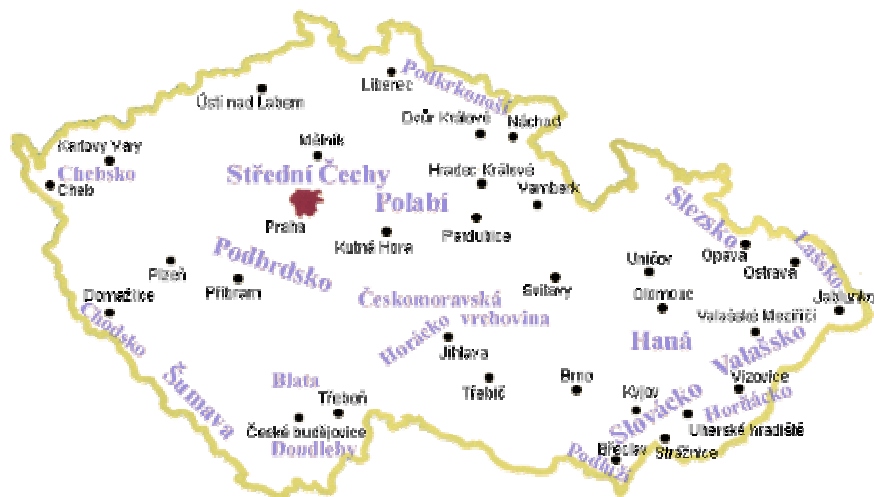 Liberec
Podkrkonoší
Ústí nad Labem
Dvůr Králové
Náchod
Mělník
Karlovy Vary
Chebsko
Cheb
Střední Čechy
Hradec Králové
Vamberk
Polabí
Praha
Kutná Hora
Pardubice
Slezsko
Opava
Ostrava
Lašsko
Plzeň
Příbram
Podbrdsko
Svitavy
Uničov
Olomouc
Domažlice
Chodsko
Českomoravská
vrchovina
Horácko
Jihlava
Jablunkov
Valašské Meziříčí
Haná
Valašsko
Šumava
Blata
Třeboň
České budějovice
Doudleby
Třebíč
Brno
Kyjov
Vizovice
Slovácko
Horňácko
Uherské hradiště
Strážnice
Břeclav
Podluží